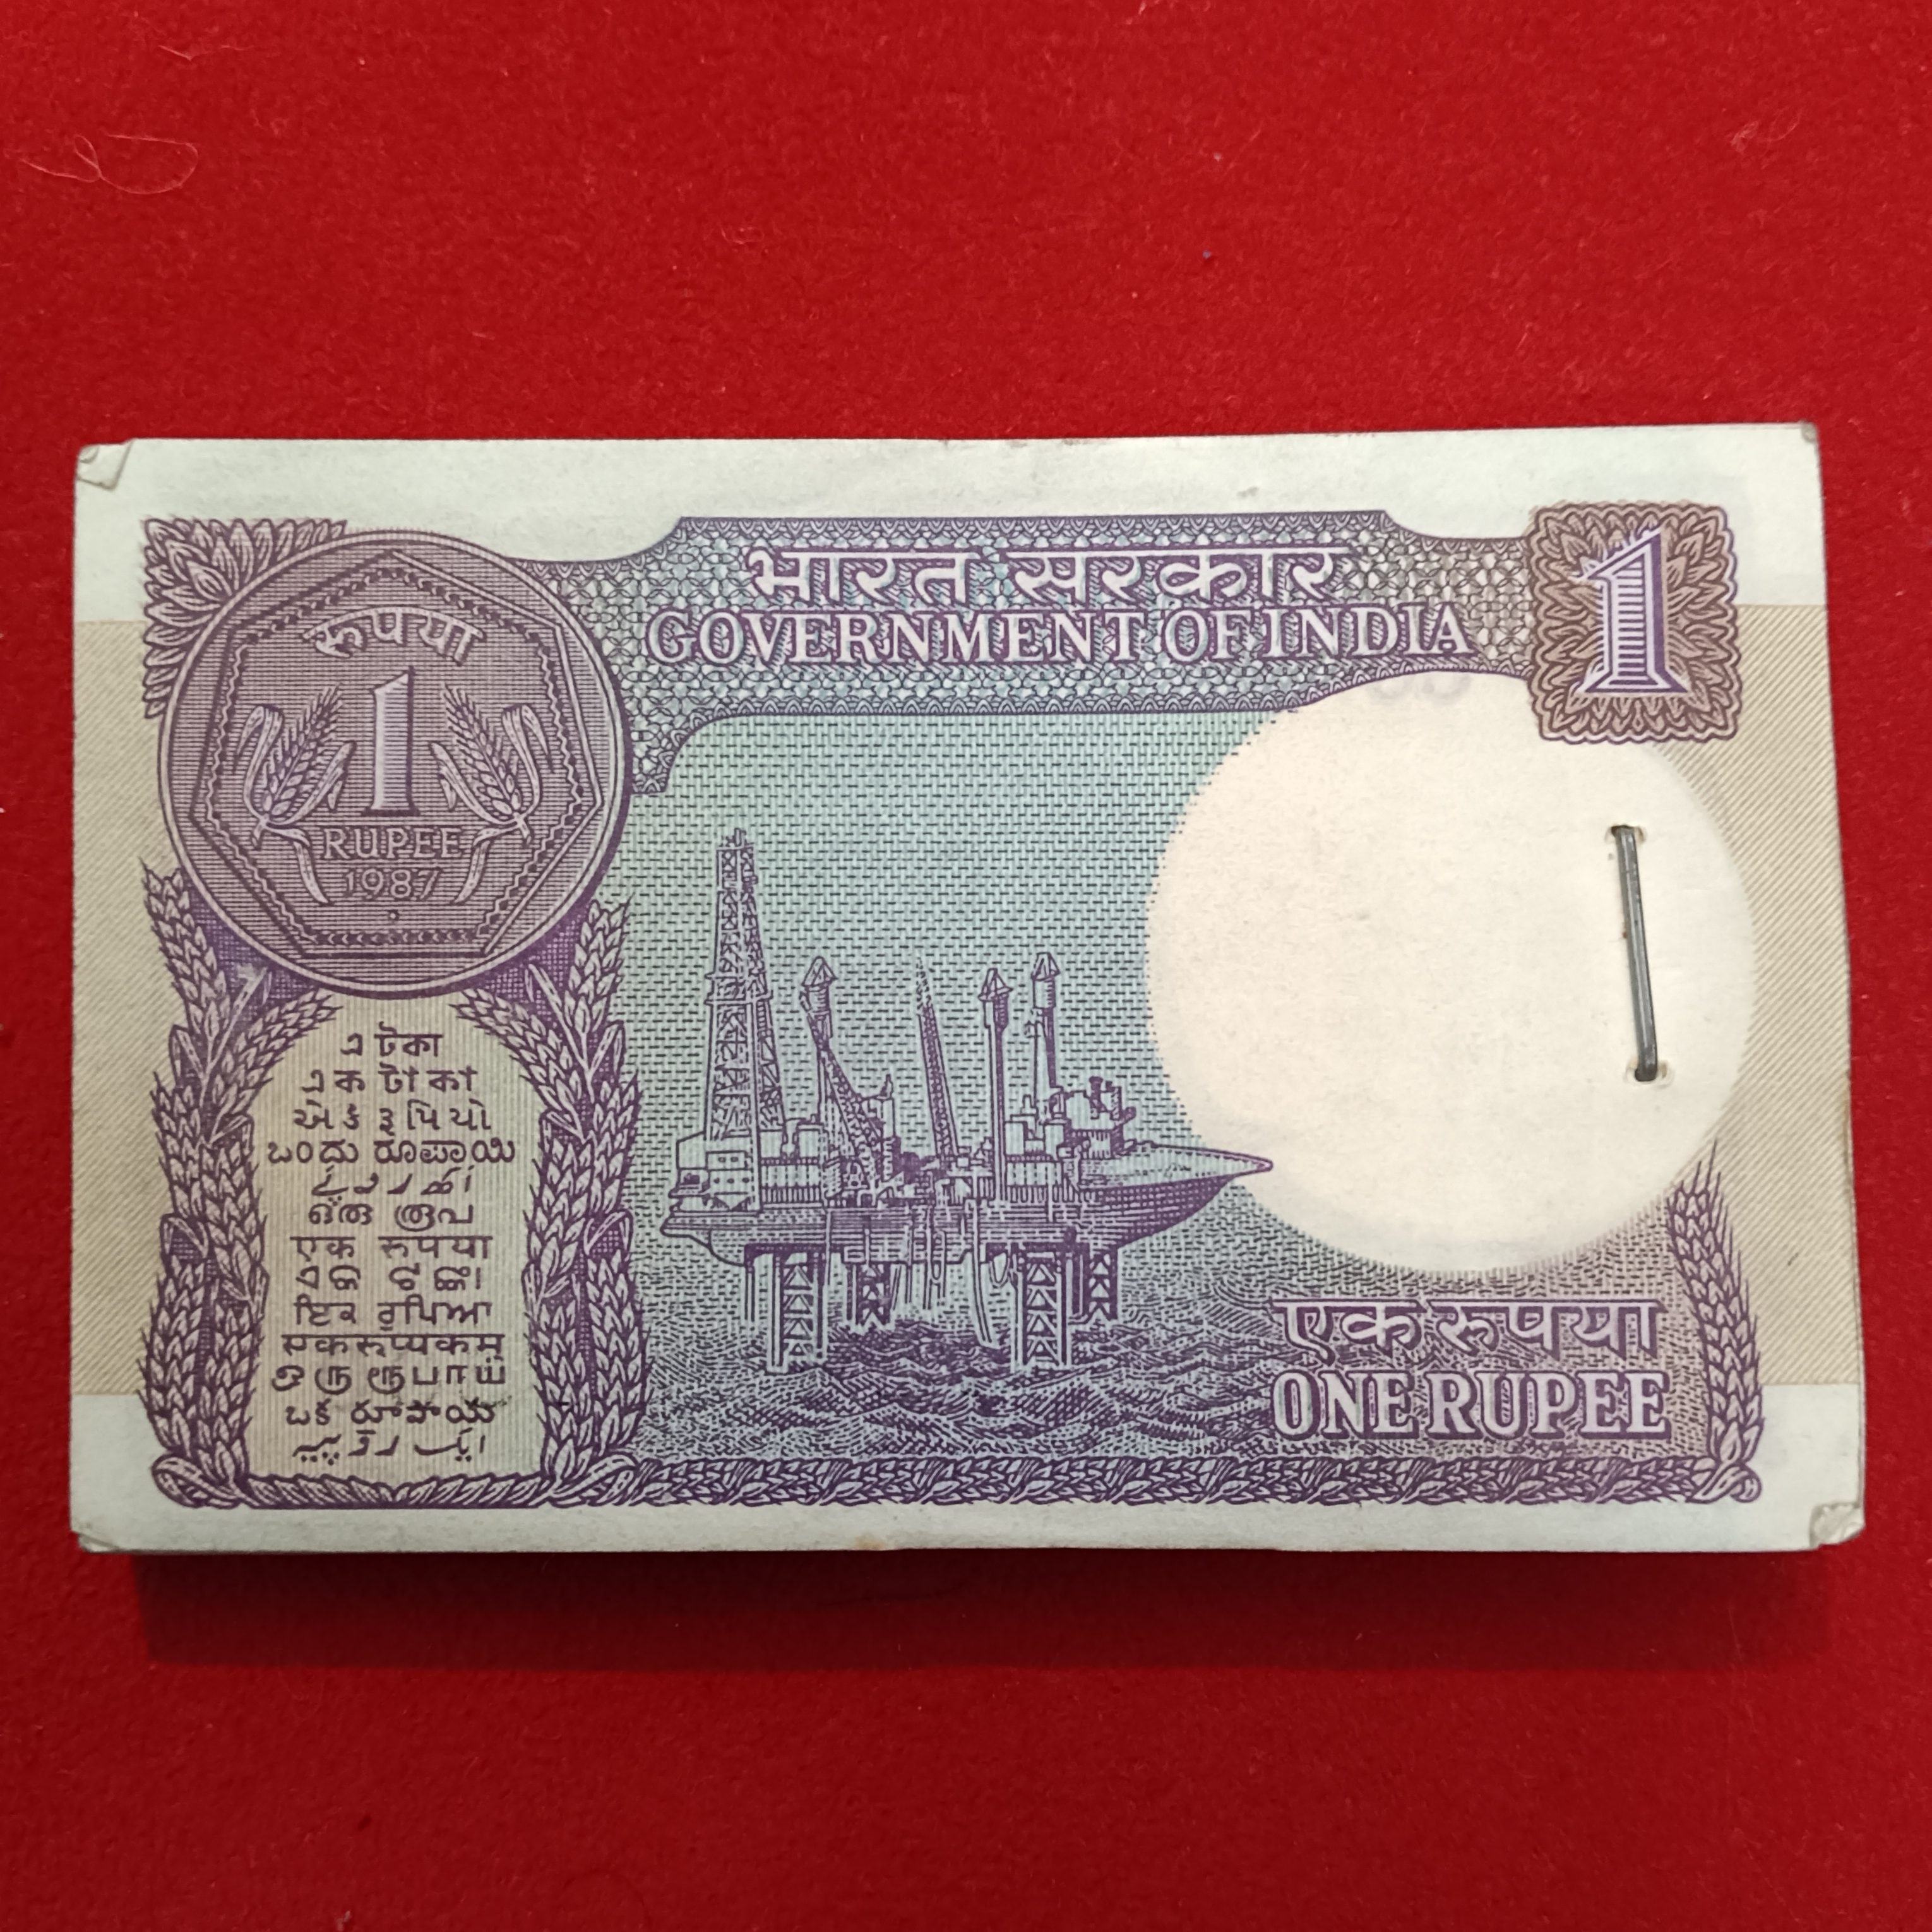 भारत सरकार
GOVERNMENT OF INDIA
1
रुपया
1
RUPEE
1987
এ টকা
এক টাকা
એક રૂપિયો
ಒಂದು ರೂಪಾಯಿ
ഒരു രൂപ
एक रुपया
ଏକ ଟଙ୍କା
ਇਕ ਰੁਪਿਆ
एकरूप्यकम्
ஒரு ரூபாய்
ఒక రూపాయి
ایک روپیہ
एक रुपया
ONE RUPEE